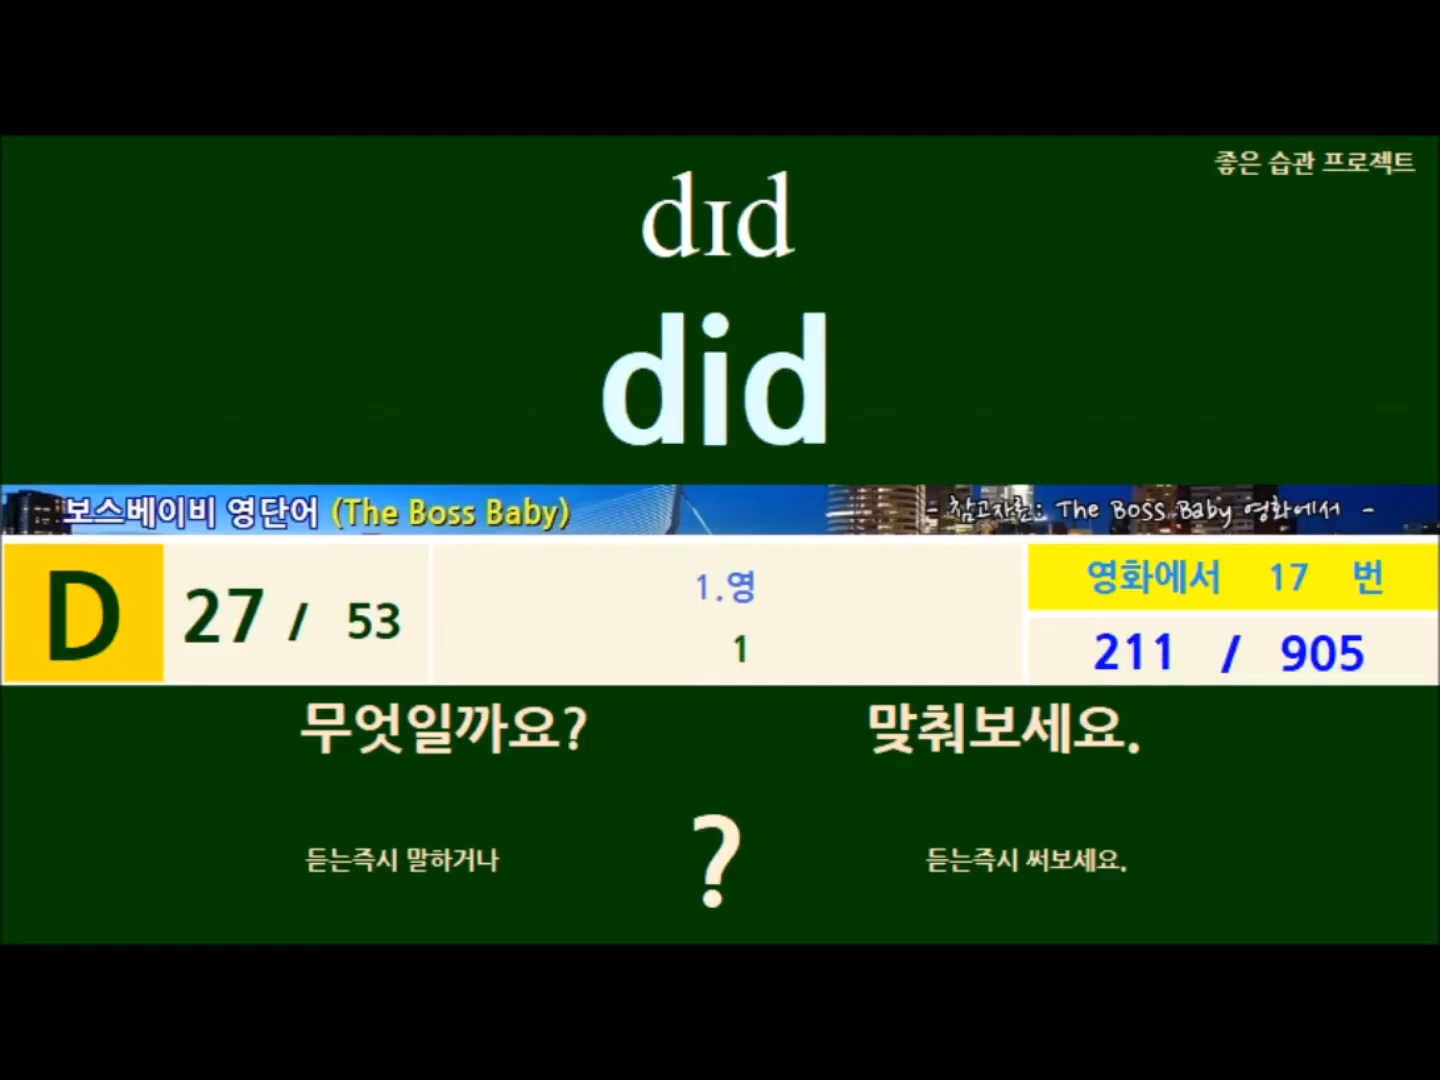 좋은 습관 프로젝트
dɪd
did
보스베이비 영단어 (The Boss Baby)
- 참고자료: The Boss Baby 영화에서 -
D 27 / 53
1.영
1
영화에서 17 번
211 / 905
무엇일까요? 맞춰보세요.
?
듣는즉시 말하거나 듣는즉시 써보세요.